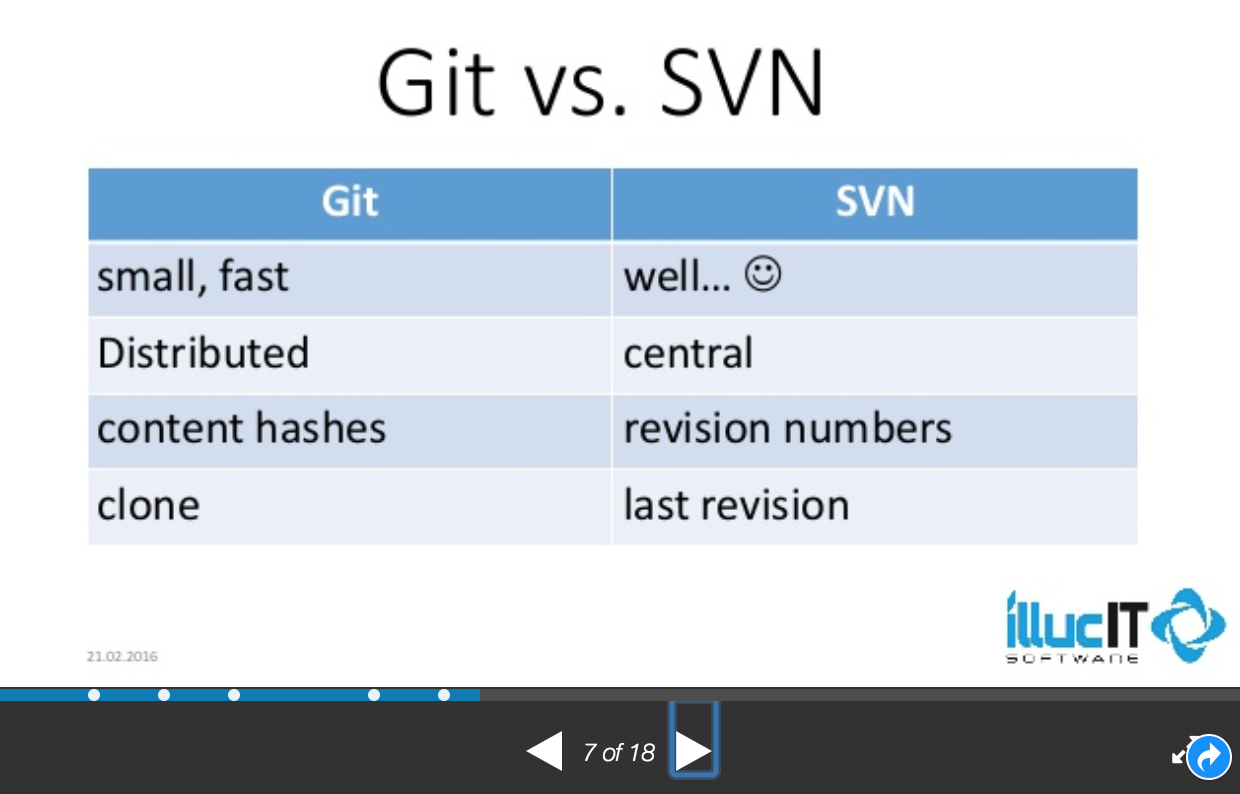 Git vs. SVN
Git SVN
small, fast well... ☺
Distributed central
content hashes revision numbers
clone last revision
illucIT
SOFTWARE
21.02.2016
7 of 18